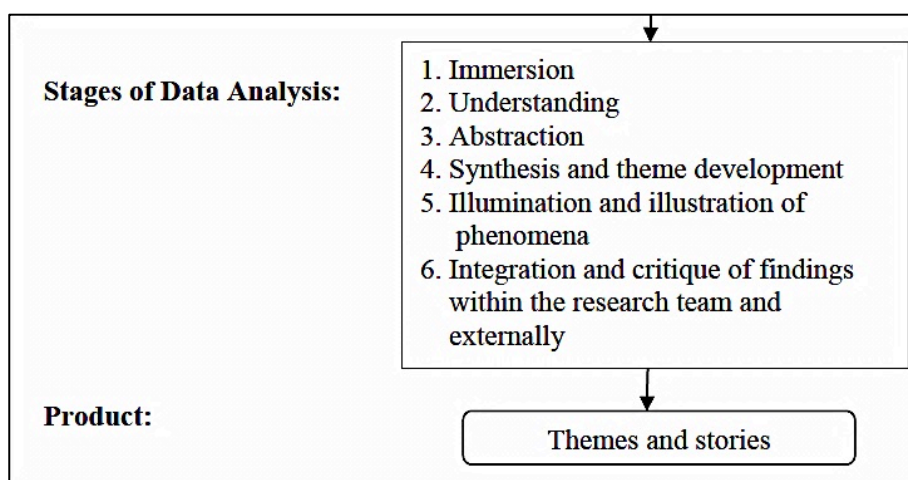 Stages of Data Analysis:
1. Immersion
2. Understanding
3. Abstraction
4. Synthesis and theme development
5. Illumination and illustration of
phenomena
6. Integration and critique of findings
within the research team and
externally
Product:
Themes and stories